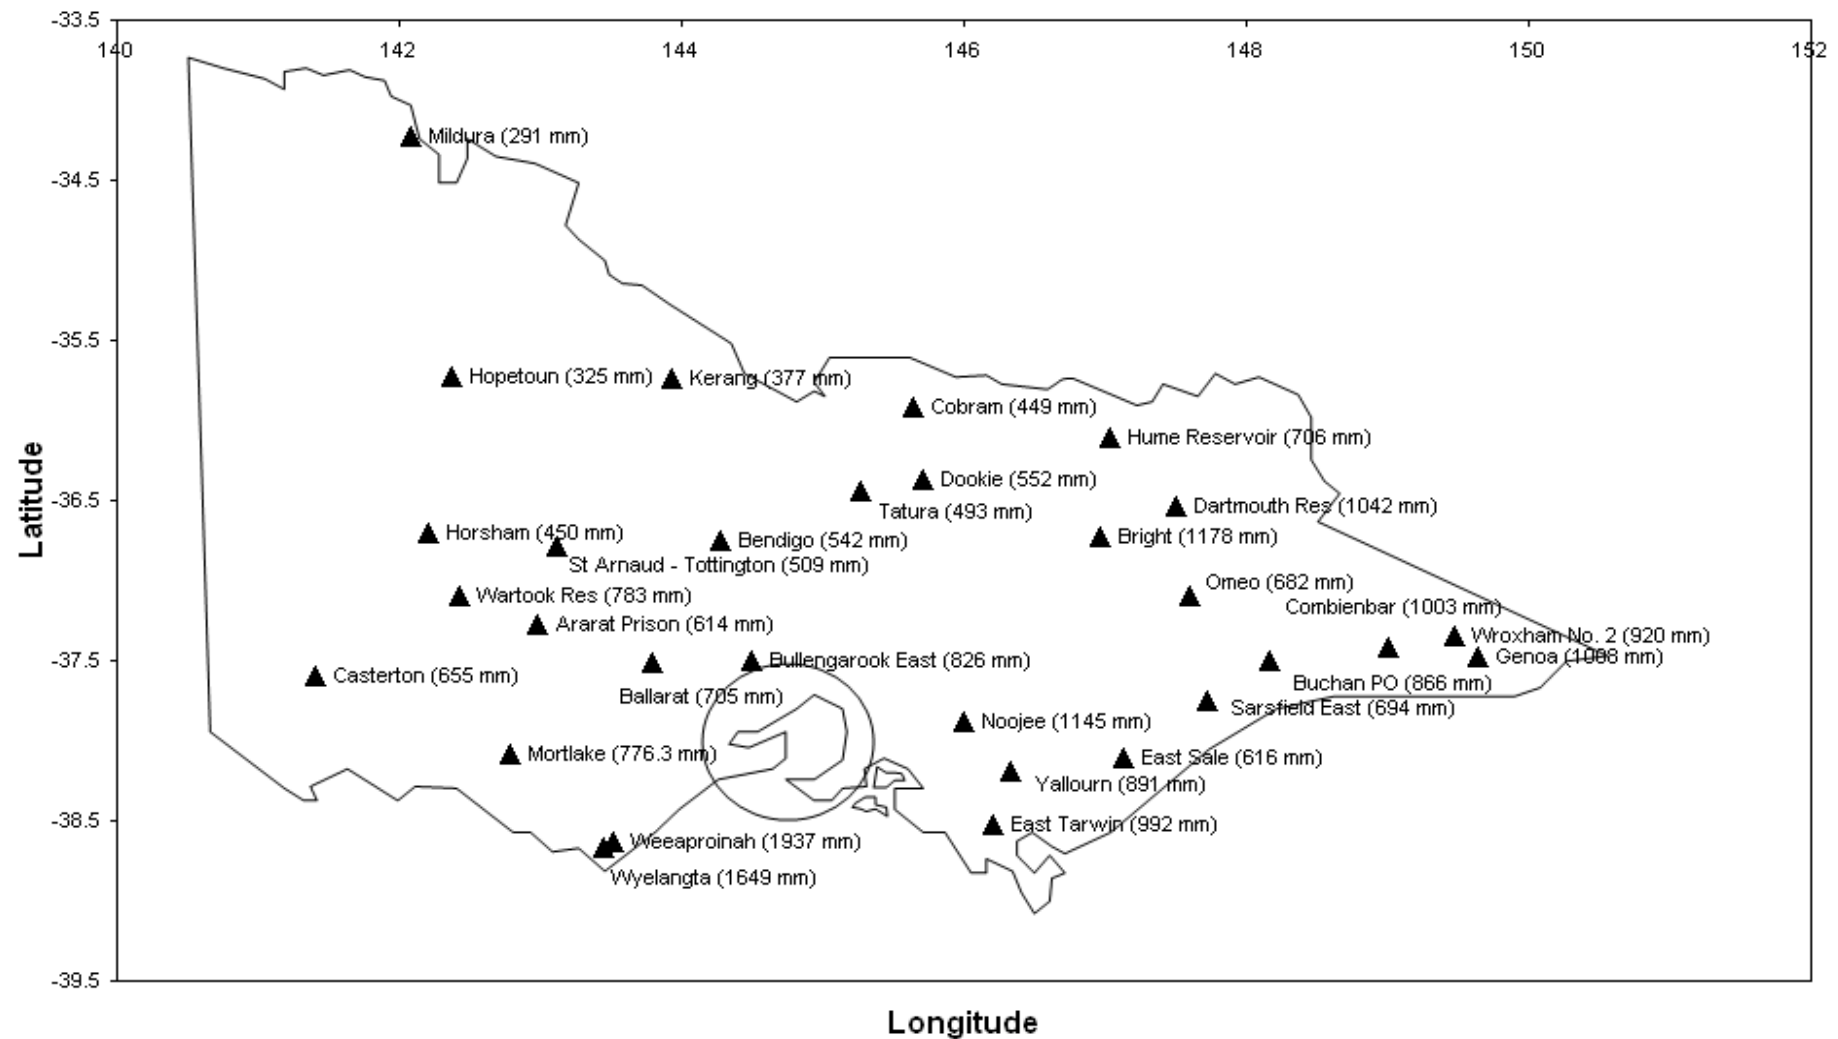 -33.5
140
142
144
146
148
150
152
Mildura (291 mm)
-34.5
-35.5
Hopetoun (325 mm)
Kerang (377 mm)
Cobram (449 mm)
Hume Reservoir (706 mm)
Latitude
Dookie (552 mm)
-36.5
Tatura (493 mm)
Dartmouth Res (1042 mm)
Horsham (450 mm)
Bendigo (542 mm)
Bright (1178 mm)
St Arnaud - Tottington (509 mm)
Omeo (682 mm)
Wartook Res (783 mm)
Combienbar (1003 mm)
Ararat Prison (614 mm)
Wroxham No. 2 (920 mm)
-37.5
Bullengarook East (826 mm)
Genoa (1008 mm)
Casterton (655 mm)
Buchan PO (866 mm)
Ballarat (705 mm)
Sarsfield East (694 mm)
Noojee (1145 mm)
Mortlake (776.3 mm)
East Sale (616 mm)
Yallourn (891 mm)
-38.5
East Tarwin (992 mm)
Weeaproinah (1937 mm)
Wyelangta (1649 mm)
-39.5
Longitude